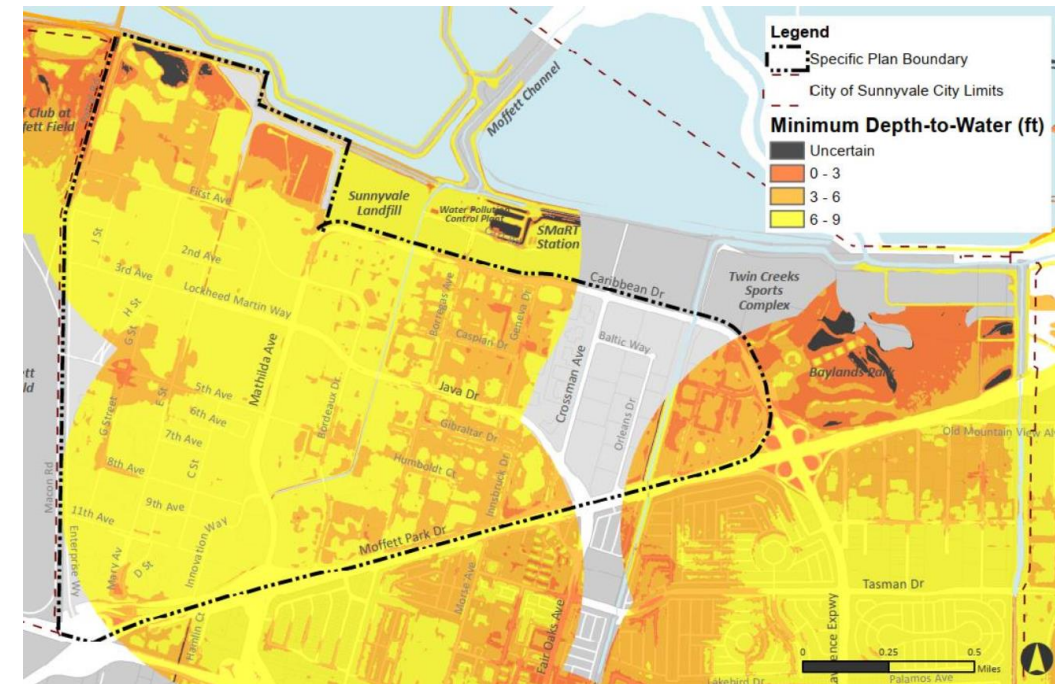 Legend
Specific Plan Boundary
City of Sunnyvale City Limits
Minimum Depth-to-Water (ft)
Uncertain
0 - 3
3 - 6
6 - 9
Moffett Channel
Club at
fett Field
Sunnyvale
Landfill
Water Pollution
Control Plant
SMaRT
Station
Twin Creeks
Sports
Complex
Caribbean Dr
First Ave
J St
2nd Ave
3rd Ave
H St
Lockheed Martin Way
G St
Mathilda Ave
Borregas Ave
Geneva Dr
Caspian Dr
Baltic Way
Baylands Park
ett
ld
Java Dr
Crossman Ave
Orleans Dr
Bordeaux Dr
E St
5th Ave
G Street
6th Ave
7th Ave
Gibraltar Dr
Old Mountain View Al
8th Ave
C St
Humboldt Ct
Innsbruck Dr
Macon Rd
9th Ave
11th Ave
Moffett Park Dr
Enterprise Wy
Mary Av
D St
Innovation Way
Morse Ave
Tasman Dr
Hamlin Ct
Fair Oaks Ave
awrence Expwy
0 0.25 0.5
Miles
Lakebird Dr
Palamos Ave